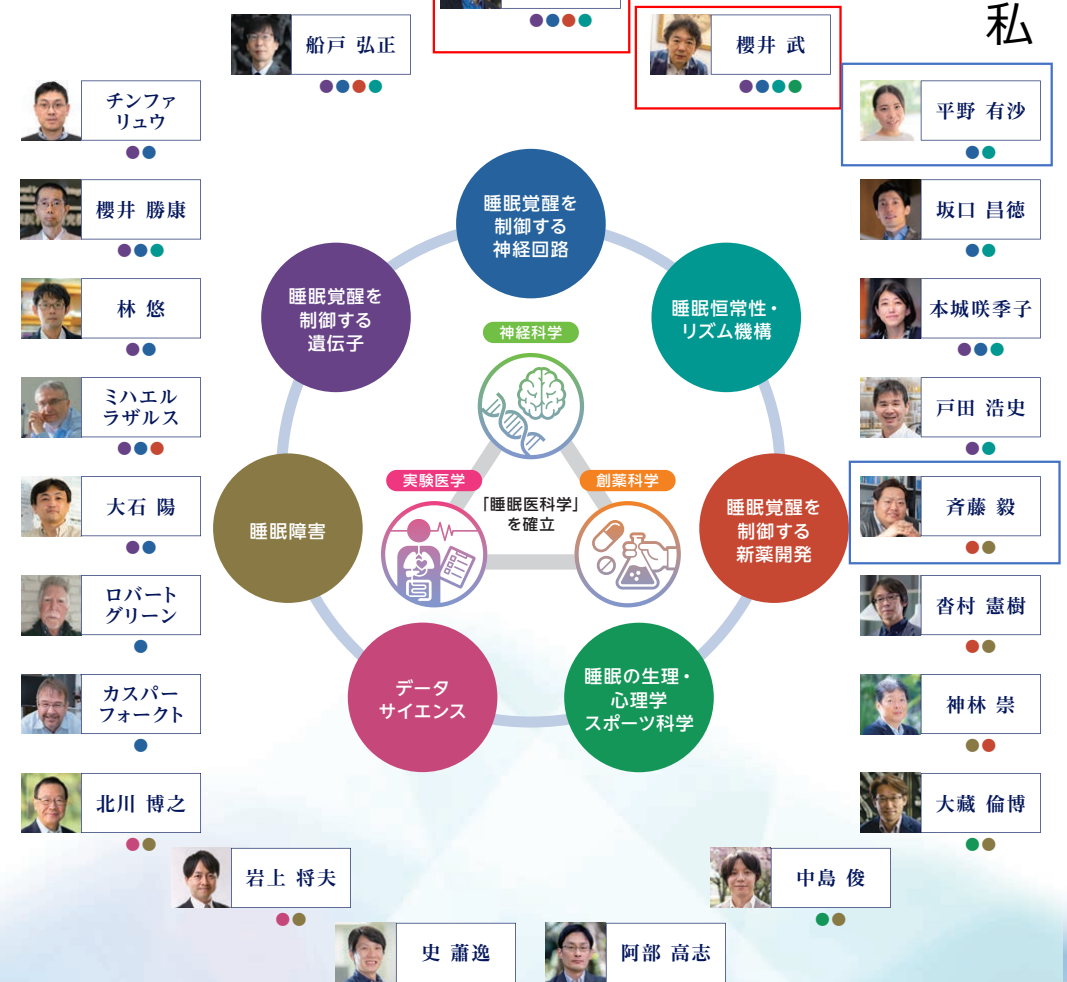 私
船戸 弘正
櫻井 武
チンファ
リュウ
平野 有沙
櫻井 勝康
坂口 昌徳
林 悠
本城咲季子
ミハエル
ラザルス
戸田 浩史
大石 陽
斉藤 毅
ロバート
グリーン
沓村 憲樹
カスパー
フォークト
神林 崇
北川 博之
大藏 倫博
岩上 将夫
中島 俊
史 蕭逸
阿部 高志
睡眠覚醒を
制御する
神経回路
睡眠覚醒を
制御する
遺伝子
睡眠恒常性・
リズム機構
神経科学
実験医学
創薬科学
「睡眠医科学」
を確立
睡眠障害
睡眠覚醒を
制御する
新薬開発
データ
サイエンス
睡眠の生理・
心理学
スポーツ科学